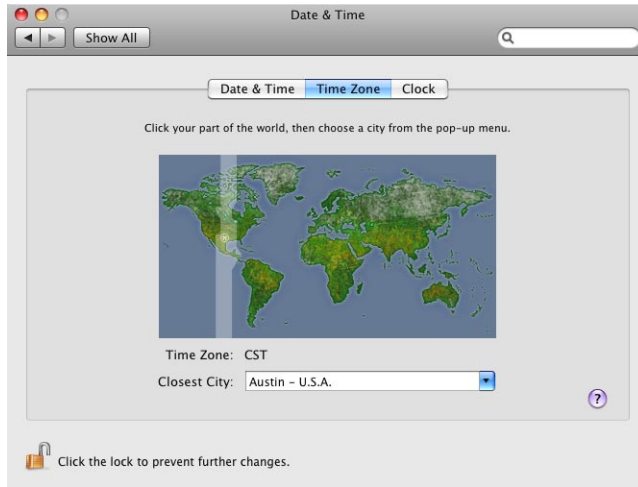 Date & Time
Show All
Date & Time Time Zone Clock
Click your part of the world, then choose a city from the pop-up menu.
Time Zone: CST
Closest City: Austin – U.S.A.
?
Click the lock to prevent further changes.